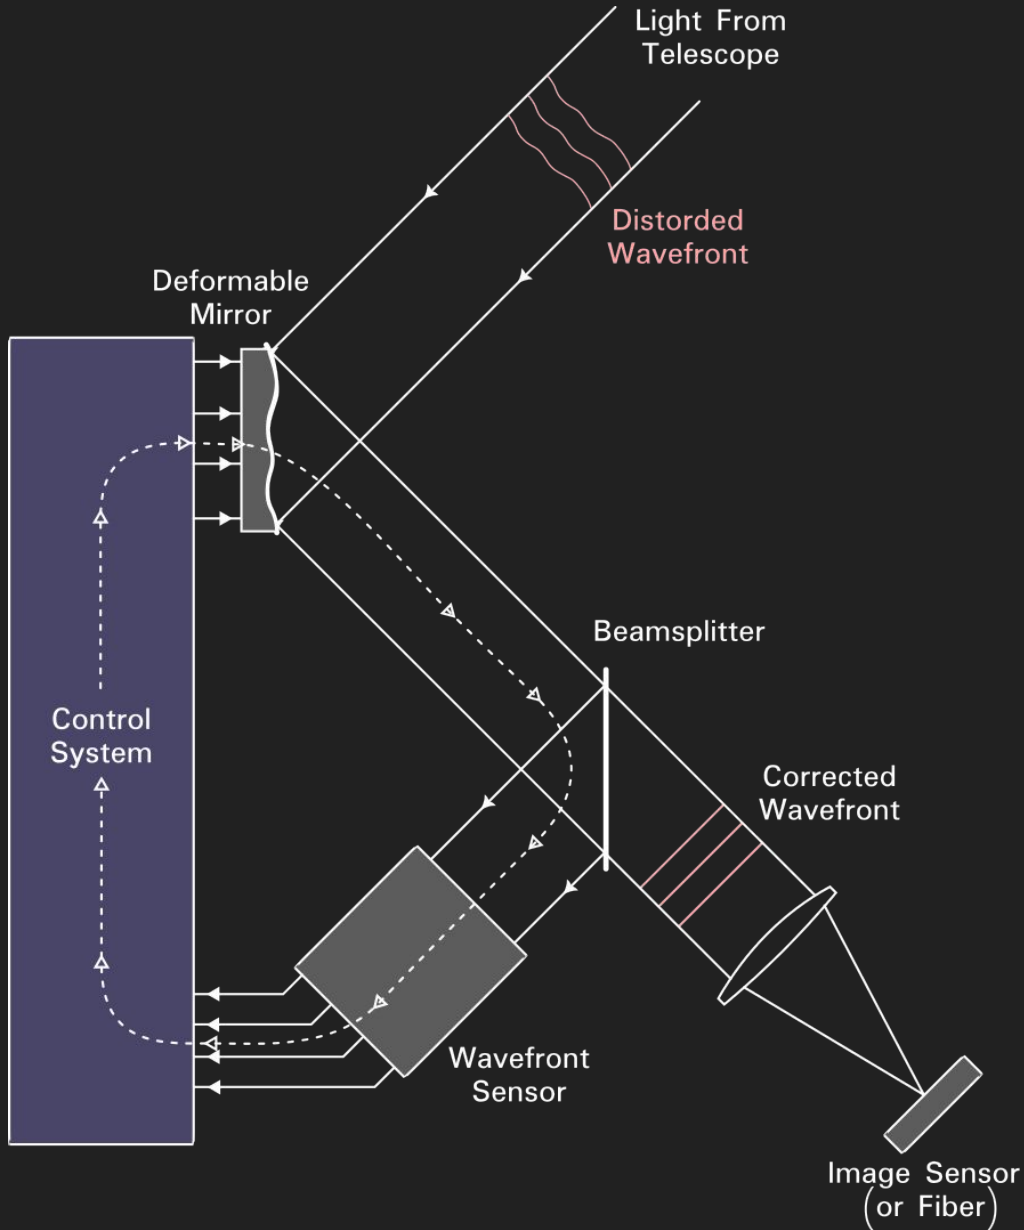 Light From
Telescope
Distorded
Wavefront
Deformable
Mirror
Beamsplitter
Control
System
Corrected
Wavefront
Wavefront
Sensor
Image Sensor
(or Fiber)